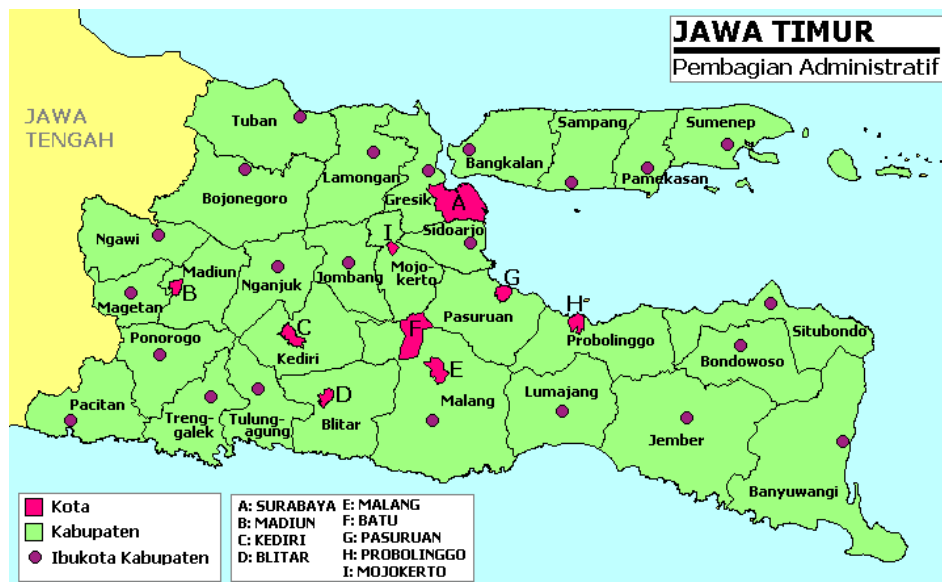 JAWA TIMUR
Pembagian Administratif
JAWA
TENGAH
Tuban
Sampang
Sumenep
Bangkalan
Lamongan
Pamekasan
Bojonegoro
Gresik
A
Sidoarjo
I
Ngawi
Madiun
Nganjuk
Jombang
Mojo-
kerto
G
B
Magetan
Pasuruan
H
Ponorogo
C
F
Probolinggo
Situbondo
Kediri
Bondowoso
E
Pacitan
D
Malang
Lumajang
Treng-
galek
Tulung-
agung
Blitar
Jember
Banyuwangi
Kota
Kabupaten
Ibukota Kabupaten
A: SURABAYA
B: MADIUN
C: KEDIRI
D: BLITAR
E: MALANG
F: BATU
G: PASURUAN
H: PROBOLINGGO
I: MOJOKERTO